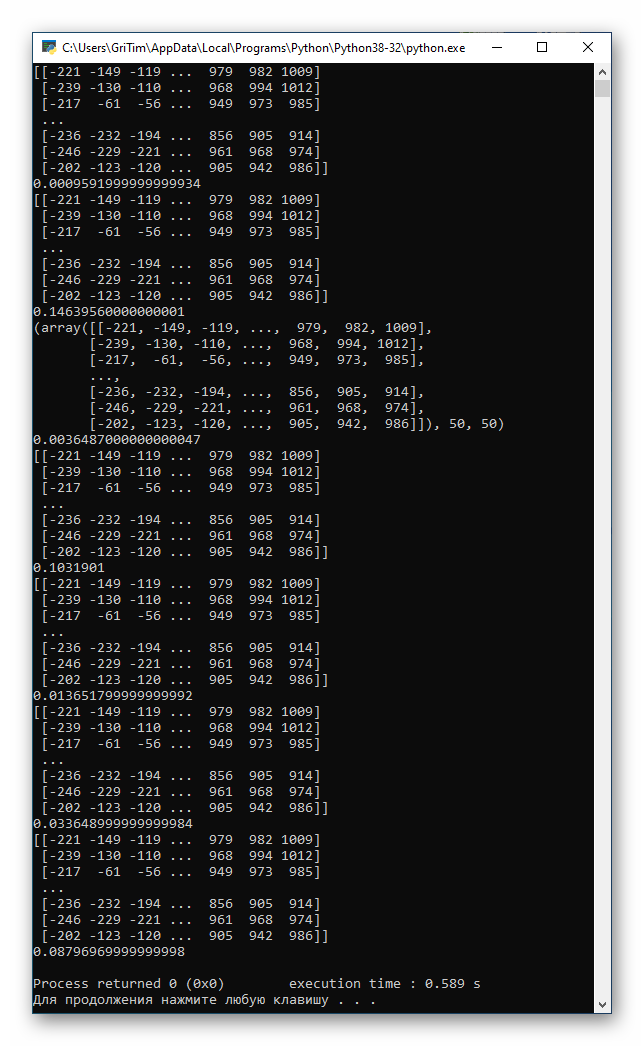 C:\Users\GriTim\AppData\Local\Programs\Python\Python38-32\python.exe
[[-221 -149 -119 ...  979  982 1009]
 [-239 -130 -110 ...  968  994 1012]
 [-217  -61  -56 ...  949  973  985]
 ...
 [-236 -232 -194 ...  856  905  914]
 [-246 -229 -221 ...  961  968  974]
 [-202 -123 -120 ...  905  942  986]]
0.0009591999999999934
[[-221 -149 -119 ...  979  982 1009]
 [-239 -130 -110 ...  968  994 1012]
 [-217  -61  -56 ...  949  973  985]
 ...
 [-236 -232 -194 ...  856  905  914]
 [-246 -229 -221 ...  961  968  974]
 [-202 -123 -120 ...  905  942  986]]
0.14639560000000001
(array([[-221, -149, -119, ...,  979,  982, 1009],
       [-239, -130, -110, ...,  968,  994, 1012],
       [-217,  -61,  -56, ...,  949,  973,  985],
       ...,
       [-236, -232, -194, ...,  856,  905,  914],
       [-246, -229, -221, ...,  961,  968,  974],
       [-202, -123, -120, ...,  905,  942,  986]]), 50, 50)
0.0036487000000000047
[[-221 -149 -119 ...  979  982 1009]
 [-239 -130 -110 ...  968  994 1012]
 [-217  -61  -56 ...  949  973  985]
 ...
 [-236 -232 -194 ...  856  905  914]
 [-246 -229 -221 ...  961  968  974]
 [-202 -123 -120 ...  905  942  986]]
0.1031901
[[-221 -149 -119 ...  979  982 1009]
 [-239 -130 -110 ...  968  994 1012]
 [-217  -61  -56 ...  949  973  985]
 ...
 [-236 -232 -194 ...  856  905  914]
 [-246 -229 -221 ...  961  968  974]
 [-202 -123 -120 ...  905  942  986]]
0.013651799999999992
[[-221 -149 -119 ...  979  982 1009]
 [-239 -130 -110 ...  968  994 1012]
 [-217  -61  -56 ...  949  973  985]
 ...
 [-236 -232 -194 ...  856  905  914]
 [-246 -229 -221 ...  961  968  974]
 [-202 -123 -120 ...  905  942  986]]
0.033648999999999984
[[-221 -149 -119 ...  979  982 1009]
 [-239 -130 -110 ...  968  994 1012]
 [-217  -61  -56 ...  949  973  985]
 ...
 [-236 -232 -194 ...  856  905  914]
 [-246 -229 -221 ...  961  968  974]
 [-202 -123 -120 ...  905  942  986]]
0.08796969999999998
Process returned 0 (0x0)        execution time : 0.589 s
Для продолжения нажмите любую клавишу . . .